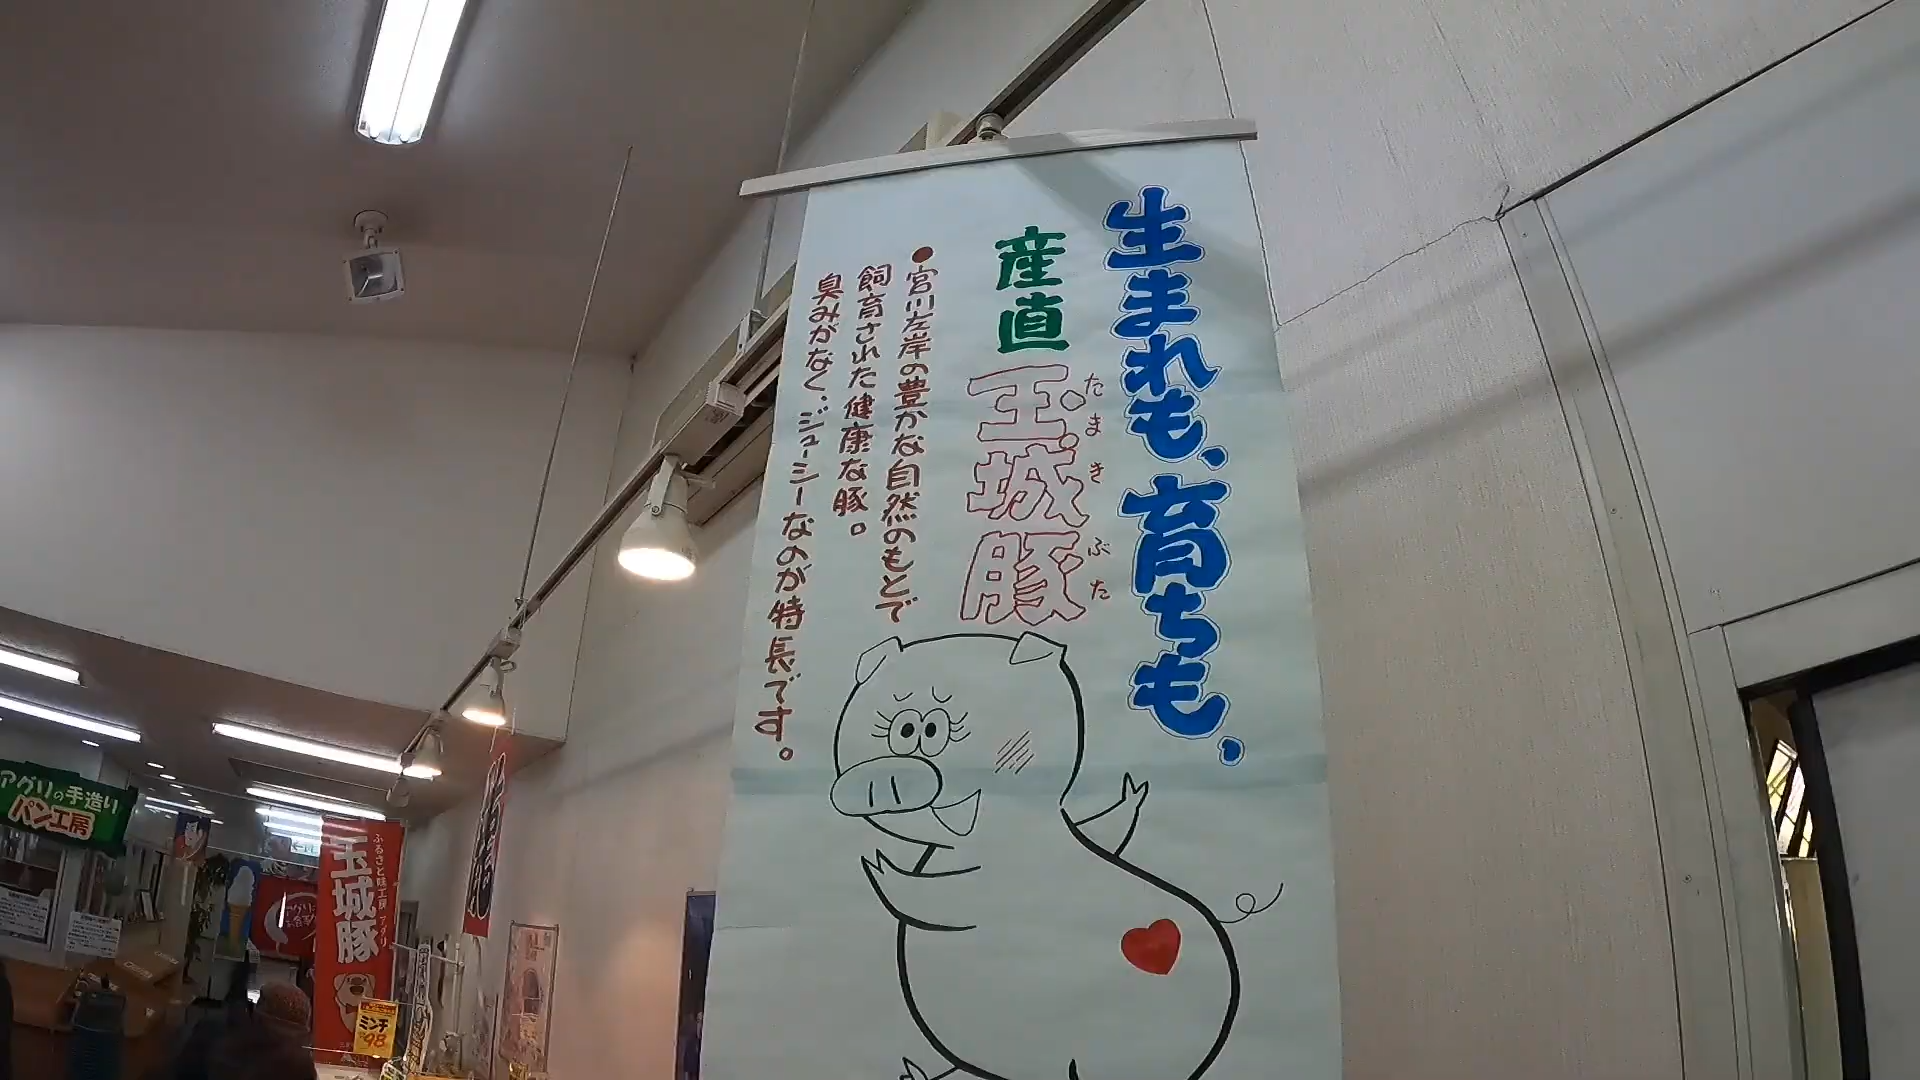 生まれも、育ちも、
産直
玉城豚
たまきぶた
●宮川左岸の豊かな自然のもとで
飼育された健康な豚。
臭みがなく、ジューシーなのが特長です。
アグリの手造り
パン工房
ふるさと味工房 アグリ
玉城豚
ミンチ
98